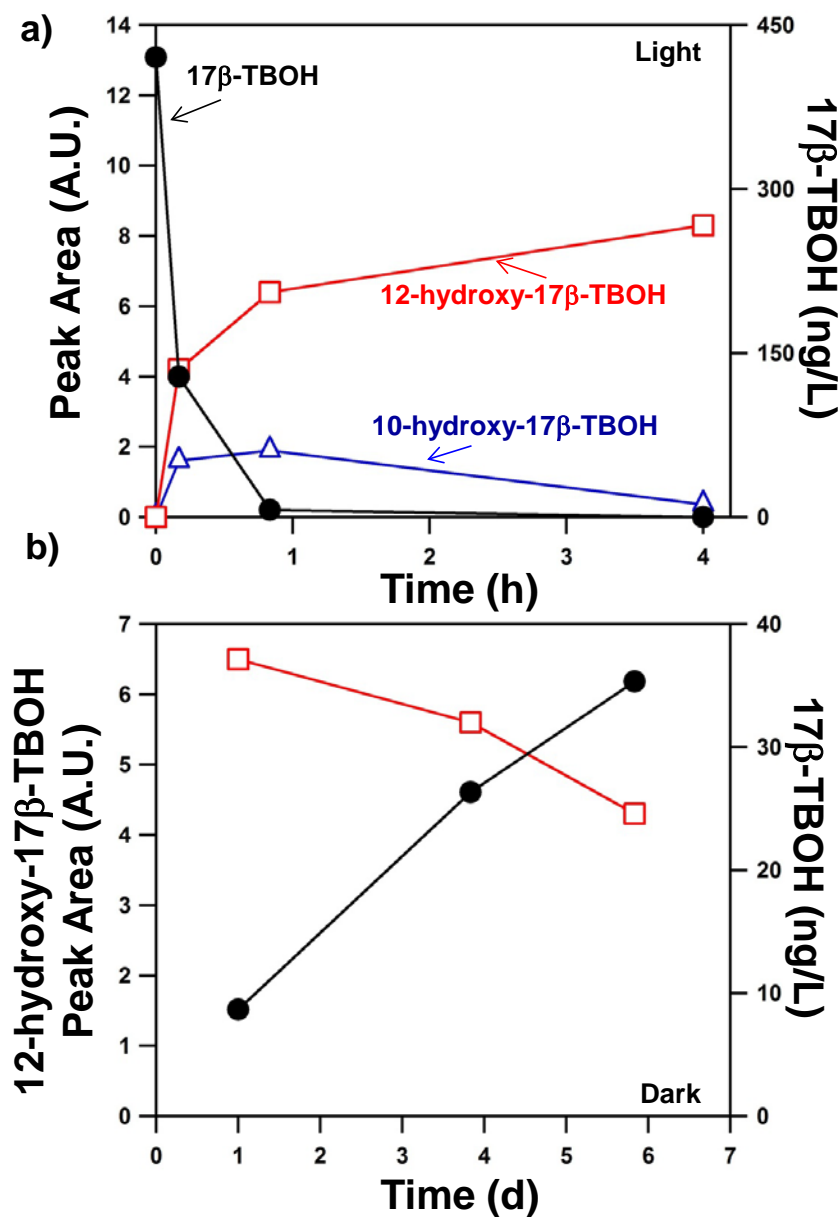 a)
Light
17β-TBOH
12-hydroxy-17β-TBOH
10-hydroxy-17β-TBOH
Peak Area (A.U.)
14
12
10
8
6
4
2
0
17β-TBOH (ng/L)
450
300
150
0
0 1 2 3 4
Time (h)
b)
12-hydroxy-17β-TBOH
Peak Area (A.U.)
7
6
5
4
3
2
1
0
17β-TBOH (ng/L)
40
30
20
10
0
Dark
0 1 2 3 4 5 6 7
Time (d)